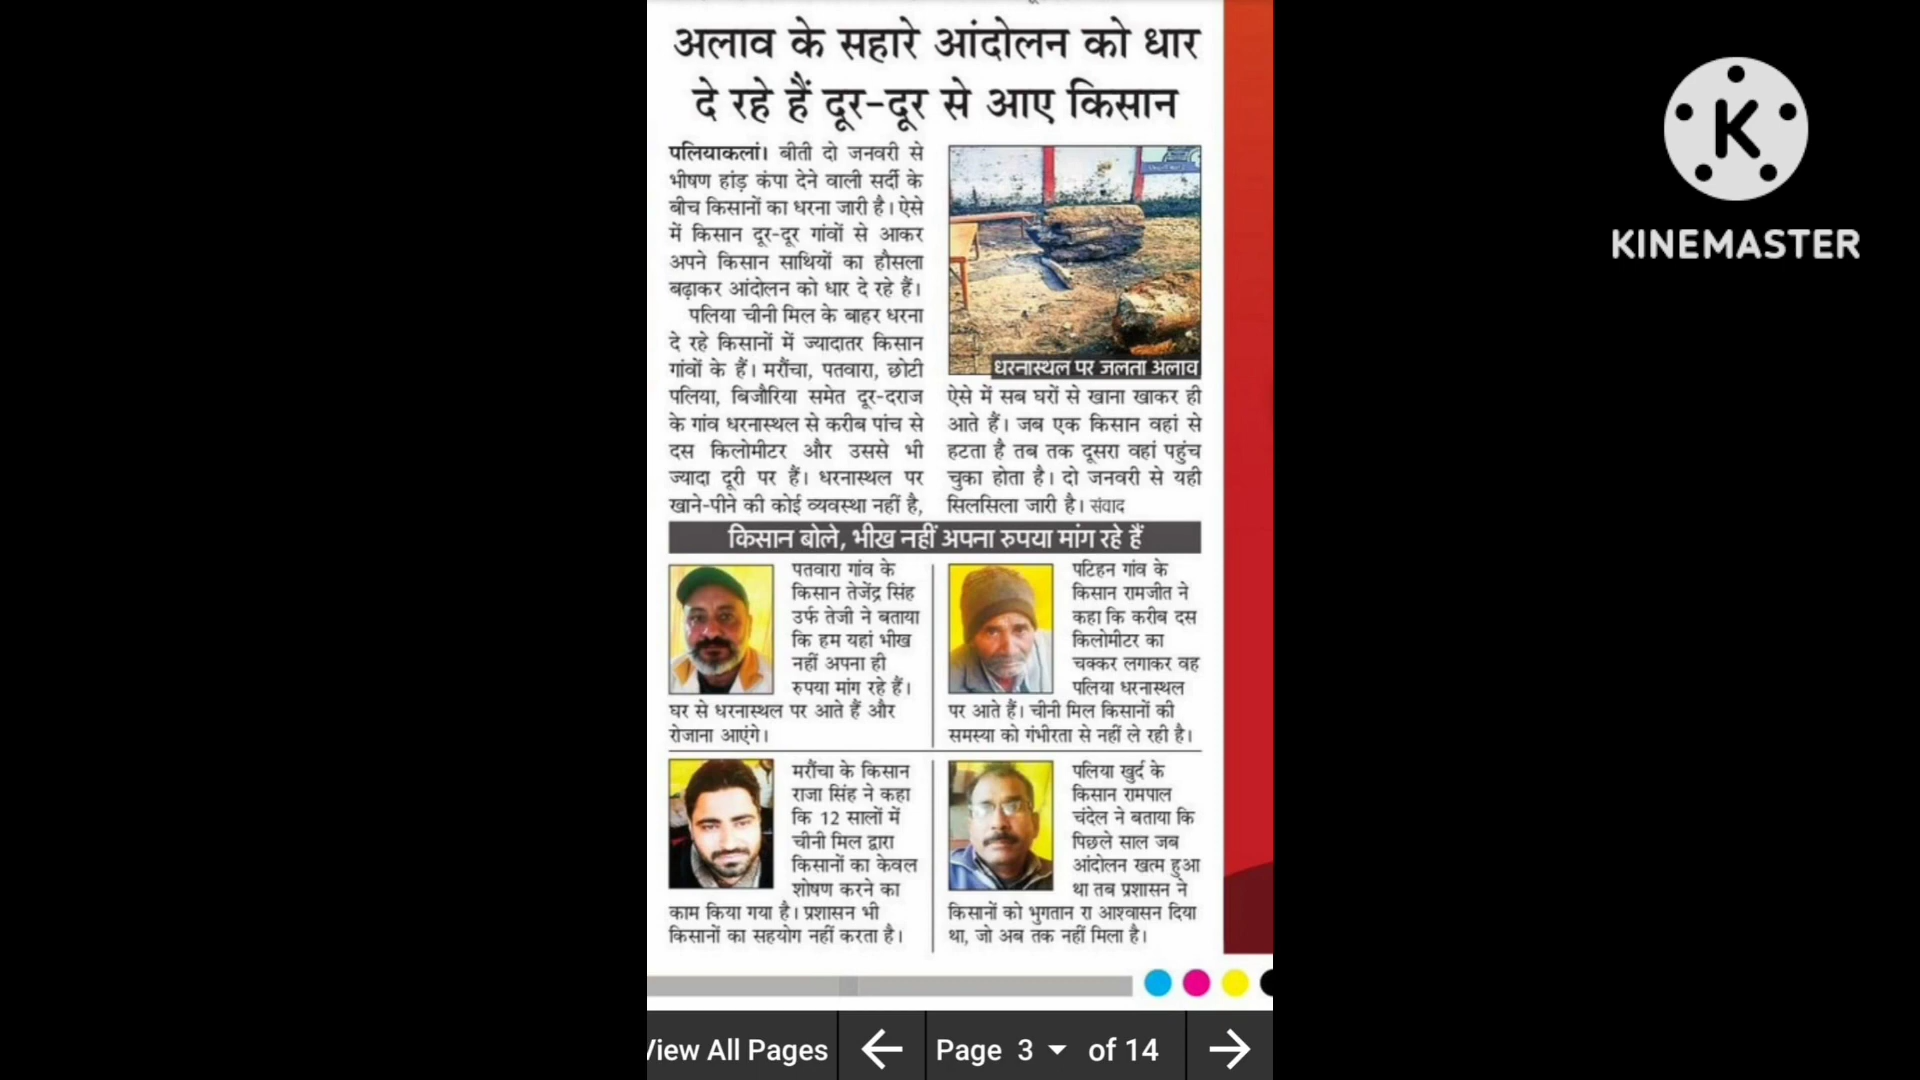 अलाव के सहारे आंदोलन को धार
दे रहे हैं दूर-दूर से आए किसान
पलियाकलां। बीती दो जनवरी से
भीषण हांड़ कंपा देने वाली सर्दी के
बीच किसानों का धरना जारी है। ऐसे
में किसान दूर-दूर गांवों से आकर
अपने किसान साथियों का हौसला
बढ़ाकर आंदोलन को धार दे रहे हैं।
पलिया चीनी मिल के बाहर धरना
दे रहे किसानों में ज्यादातर किसान
गांवों के हैं। मरौंचा, पतवारा, छोटी
पलिया, बिजौरिया समेत दूर-दराज
के गांव धरनास्थल से करीब पांच से
दस किलोमीटर और उससे भी
ज्यादा दूरी पर हैं। धरनास्थल पर
खाने-पीने की कोई व्यवस्था नहीं है,
धरनास्थल पर जलता अलाव
ऐसे में सब घरों से खाना खाकर ही
आते हैं। जब एक किसान वहां से
हटता है तब तक दूसरा वहां पहुंच
चुका होता है। दो जनवरी से यही
सिलसिला जारी है। संवाद
किसान बोले, भीख नहीं अपना रुपया मांग रहे हैं
पतवारा गांव के
किसान तेजेंद्र सिंह
उर्फ तेजी ने बताया
कि हम यहां भीख
नहीं अपना ही
रुपया मांग रहे हैं।
घर से धरनास्थल पर आते हैं और
रोजाना आएंगे।
पटिहन गांव के
किसान रामजीत ने
कहा कि करीब दस
किलोमीटर का
चक्कर लगाकर वह
पलिया धरनास्थल
पर आते हैं। चीनी मिल किसानों की
समस्या को गंभीरता से नहीं ले रही है।
मरौंचा के किसान
राजा सिंह ने कहा
कि 12 सालों में
चीनी मिल द्वारा
किसानों का केवल
शोषण करने का
काम किया गया है। प्रशासन भी
किसानों का सहयोग नहीं करता है।
पलिया खुर्द के
किसान रामपाल
चंदेल ने बताया कि
पिछले साल जब
आंदोलन खत्म हुआ
था तब प्रशासन ने
किसानों को भुगतान रा आश्वासन दिया
था, जो अब तक नहीं मिला है।
View All Pages
Page 3 of 14
K
KINEMASTER